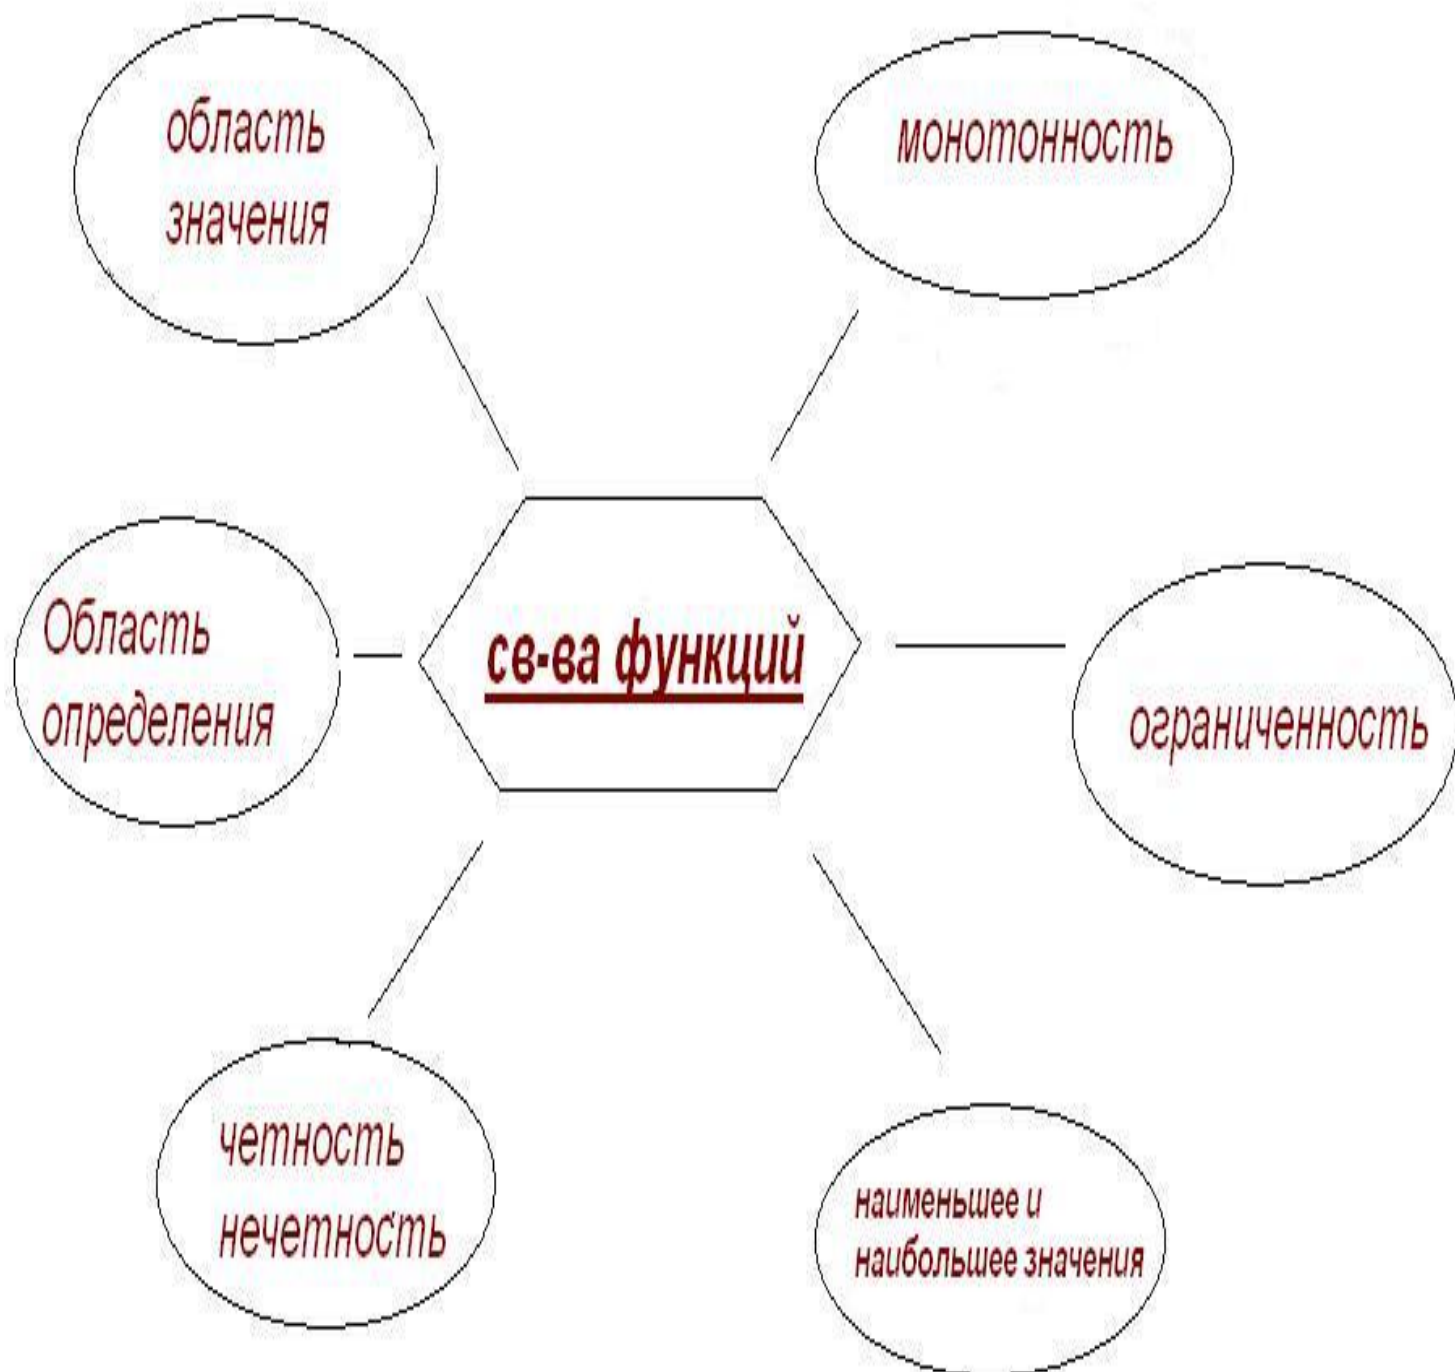 область
значения
монотонность
Область
определения
св-ва функций
ограниченность
четность
нечетность
наименьшее и
наибольшее значения